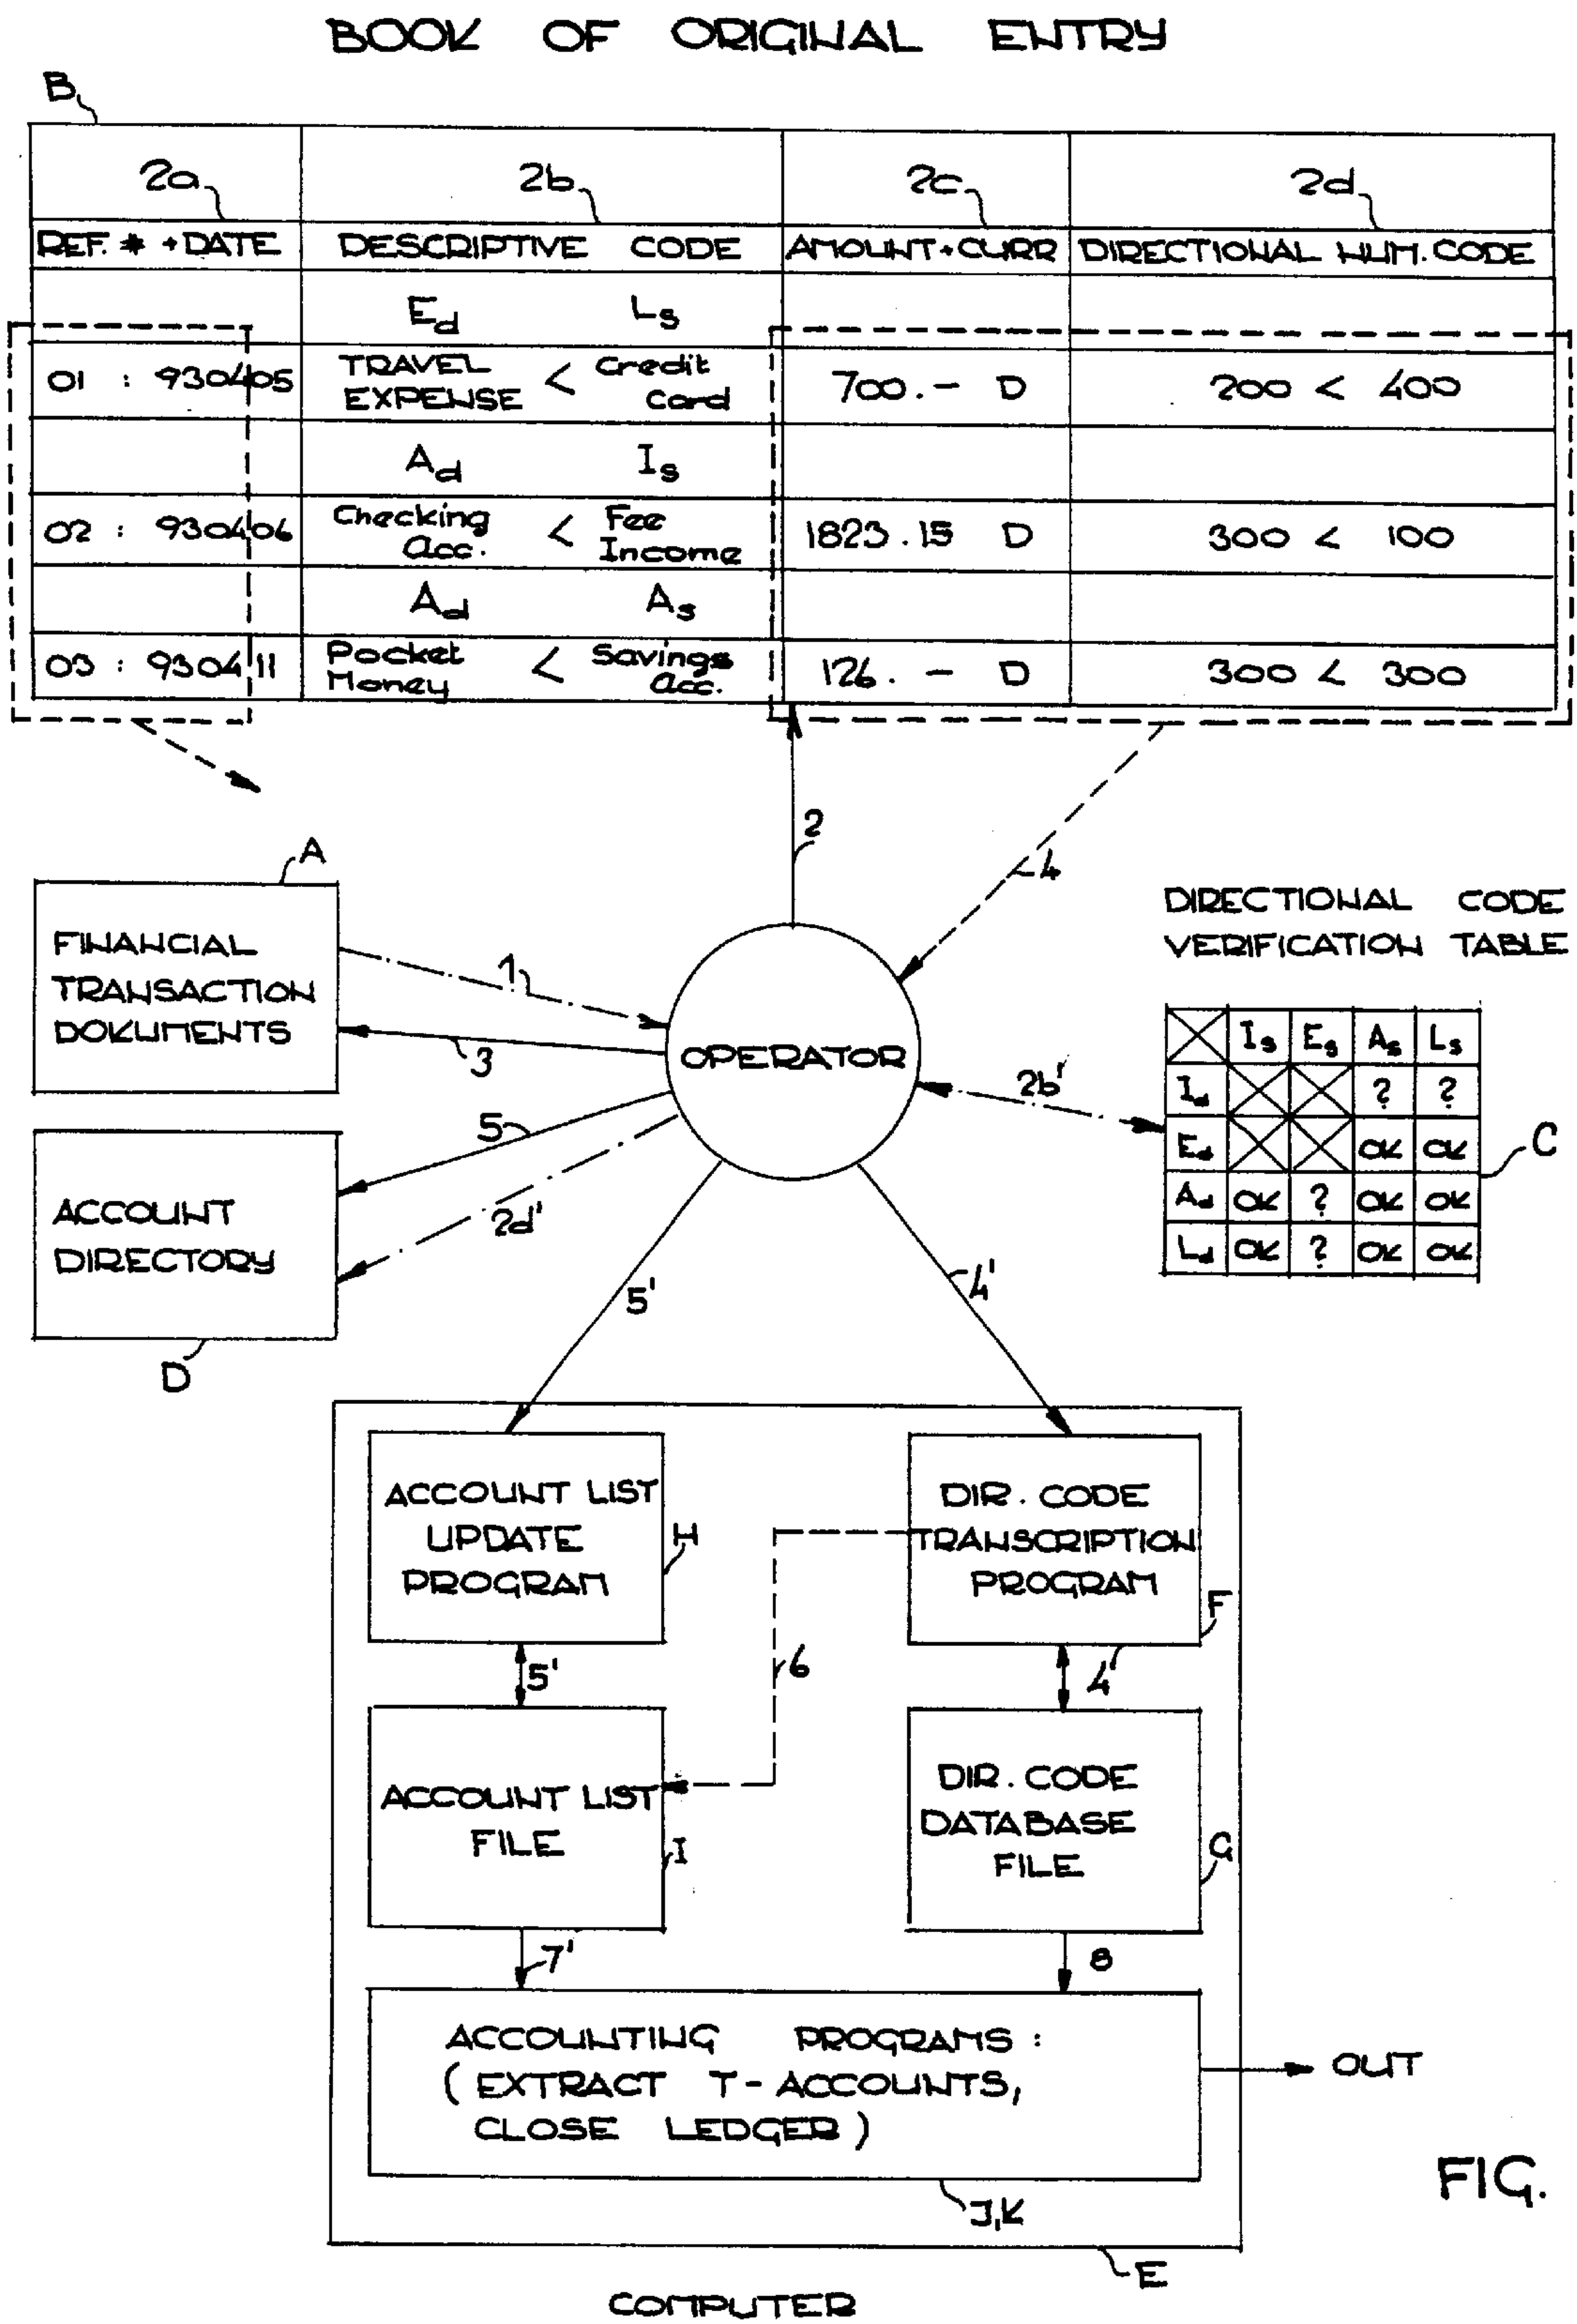 BOOK OF ORIGINAL ENTRY
B
2a 2b 2c 2d
REF. # + DATE DESCRIPTIVE CODE AMOUNT + CURR DIRECTIONAL NUM. CODE
Ed Ls
01 : 930405 TRAVEL EXPENSE < Credit Card 700.- D 200 < 400
Ad Is
02 : 930406 Checking Acc. < Fee Income 1823.15 D 300 < 100
Ad As
03 : 930411 Pocket Money < Savings Acc. 126.- D 300 < 300
2
4
A
FINANCIAL
TRANSACTION
DOKUMENTS
1
3
OPERATOR
DIRECTIONAL CODE
VERIFICATION TABLE
2b'
Is Es As Ls
Id ? ?
Ed OK OK
Ad OK ? OK OK
Ld OK ? OK OK
C
5
2d'
ACCOUNT
DIRECTORY
D
5'
4'
ACCOUNT LIST
UPDATE
PROGRAM
H
DIR. CODE
TRANSCRIPTION
PROGRAM
F
5'
6
4'
ACCOUNT LIST
FILE
I
DIR. CODE
DATABASE
FILE
G
7'
8
ACCOUNTING PROGRAMS :
( EXTRACT T-ACCOUNTS,
CLOSE LEDGER )
OUT
J,K
E
COMPUTER
FIG.